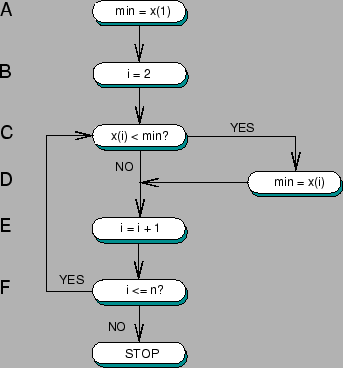 A
min = x(1)
B
i = 2
C
x(i) < min?
YES
NO
D
min = x(i)
E
i = i + 1
F
i <= n?
YES
NO
STOP